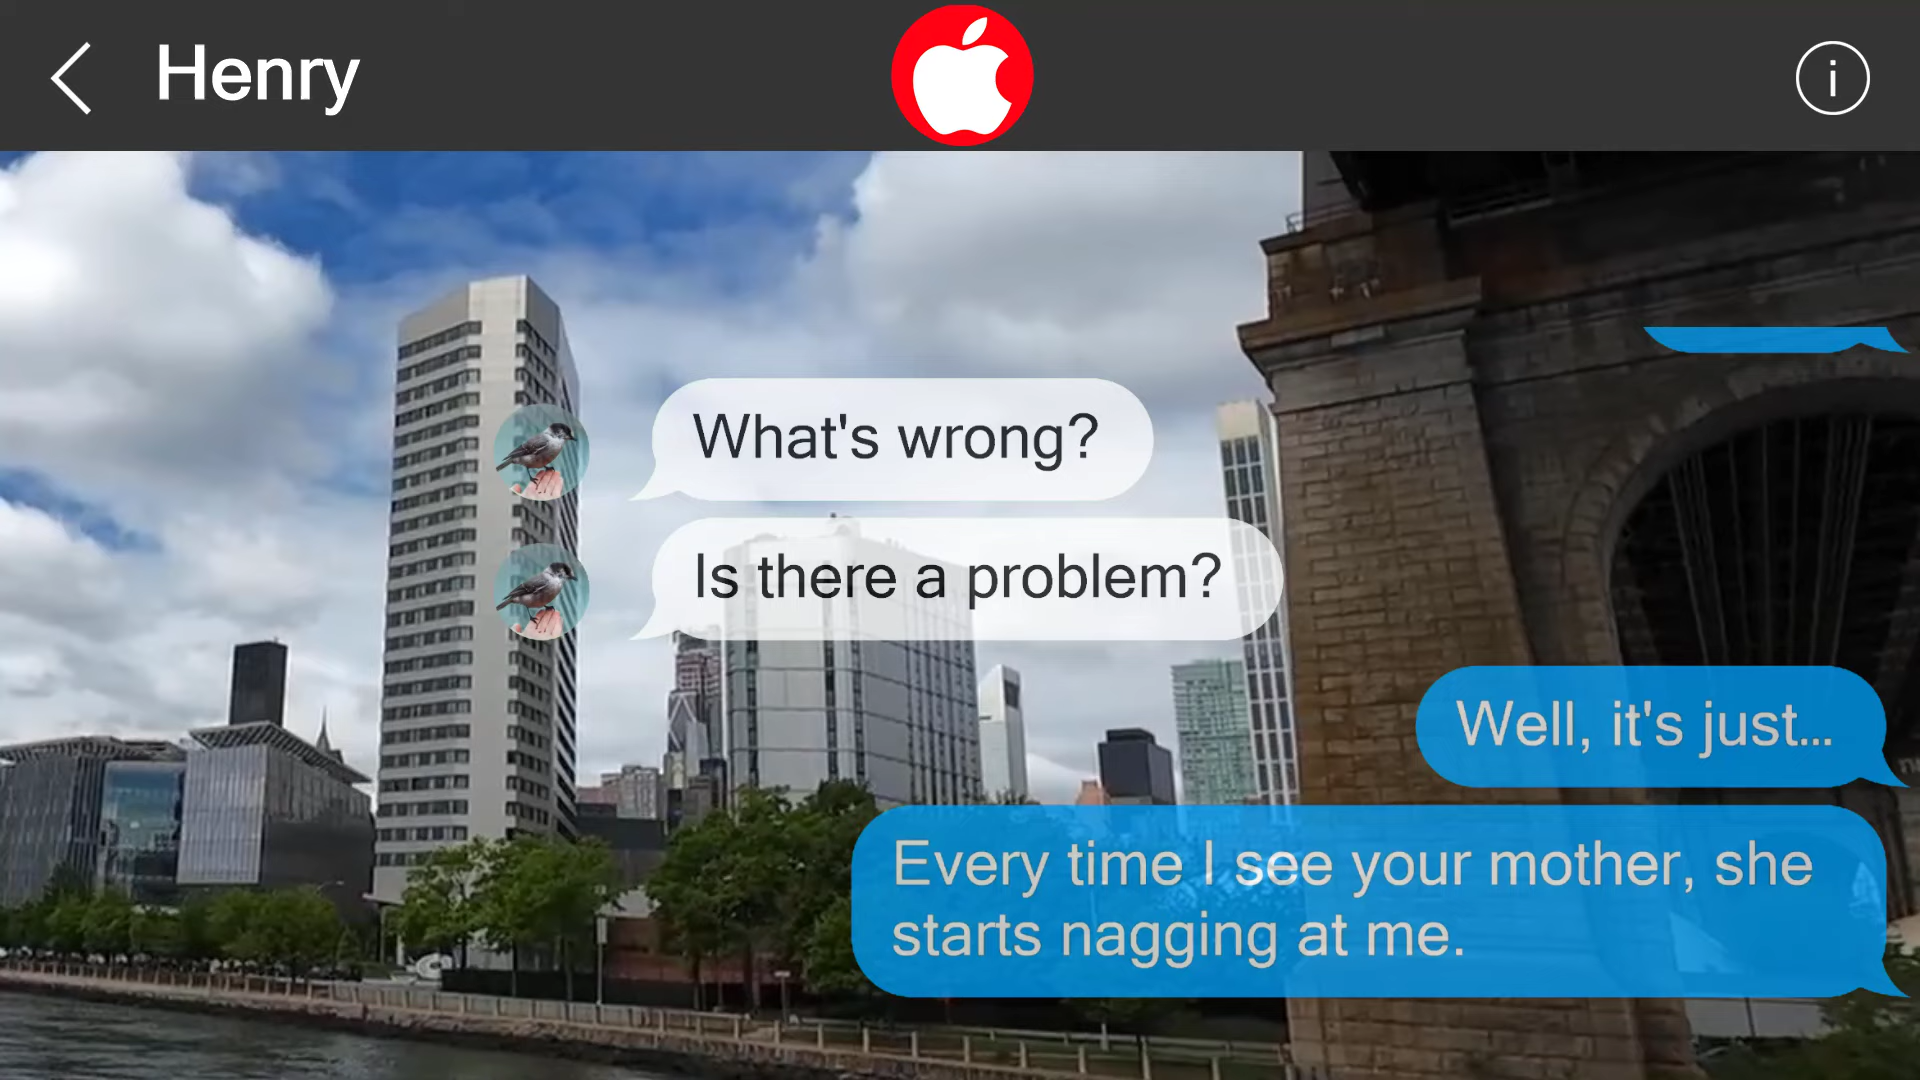 Henry
What's wrong?
Is there a problem?
Well, it's just...
Every time I see your mother, she
starts nagging at me.